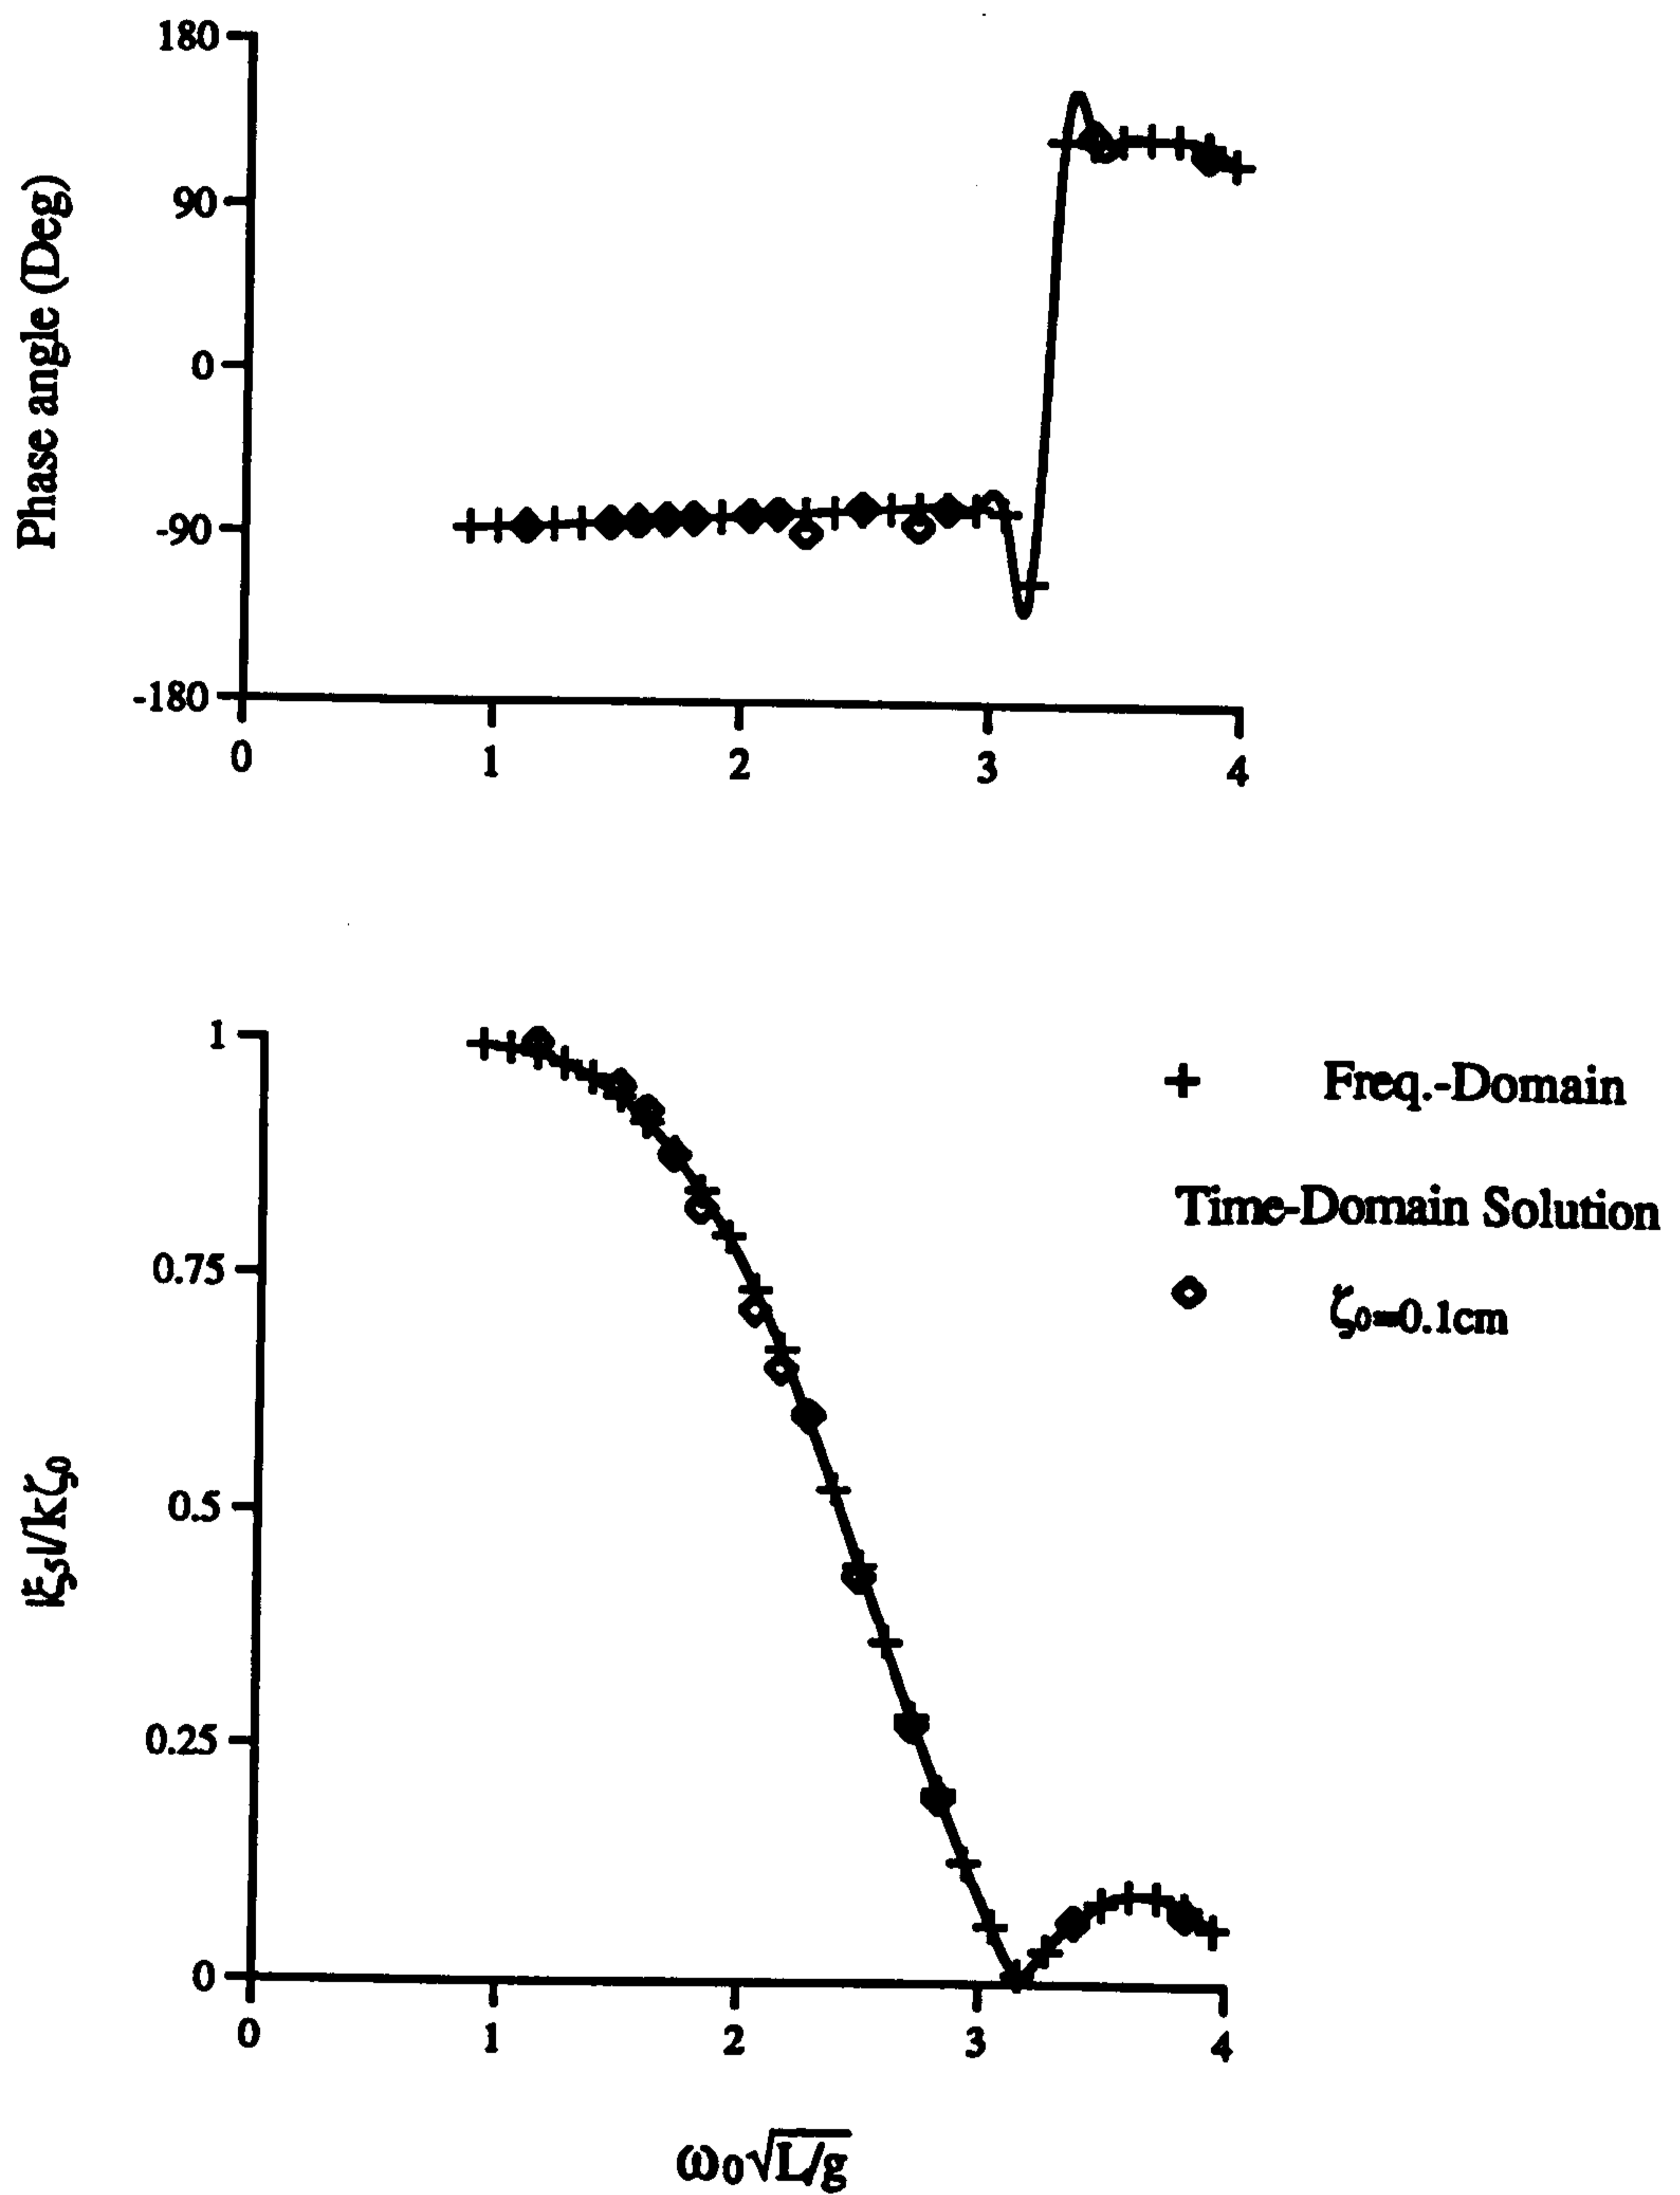 180
90
0
-90
-180
Phase angle (Deg)
0 1 2 3 4
1
0.75
0.5
0.25
0
|ξ₅|/kζ₀
0 1 2 3 4
ω₀√L/g
+ Freq.-Domain
Time-Domain Solution
ζ₀=0.1cm